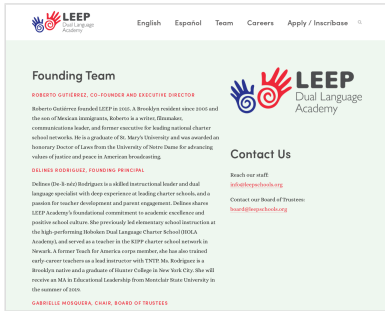 LEEP
Dual Language
Academy
English Español Team Careers Apply / Inscríbase
Founding Team
ROBERTO GUTIÉRREZ, CO-FOUNDER AND EXECUTIVE DIRECTOR
Roberto Gutiérrez founded LEEP in 2015. A Brooklyn resident since 2006 and
the son of Mexican immigrants, Roberto is a writer, filmmaker,
communications leader, and former executive for leading national charter
school networks. He is a graduate of St. Mary's University and was awarded an
honorary Doctor of Laws from the University of Notre Dame for advancing
values of justice and peace in American broadcasting.
DELINES RODRIGUEZ, FOUNDING PRINCIPAL
Delines (De-li-néz) Rodriguez is a skilled instructional leader and dual
language specialist with deep experience at leading charter schools, and a
passion for teacher development and parent engagement. Delines shares
LEEP Academy's foundational commitment to academic excellence and
positive school culture. She previously led elementary school instruction at
the high-performing Hoboken Dual Language Charter School (HOLA
Academy), and served as a teacher in the KIPP charter school network in
Newark. A former Teach for America corps member, she has also trained
early-career teachers as a lead instructor with TNTP. Ms. Rodriguez is a
Brooklyn native and a graduate of Hunter College in New York City. She will
receive an MA in Educational Leadership from Montclair State University in
the summer of 2019.
GABRIELLE MOSQUERA, CHAIR, BOARD OF TRUSTEES
LEEP
Dual Language
Academy
Contact Us
Reach our staff:
info@leepschools.org
Contact our Board of Trustees:
board@leepschools.org